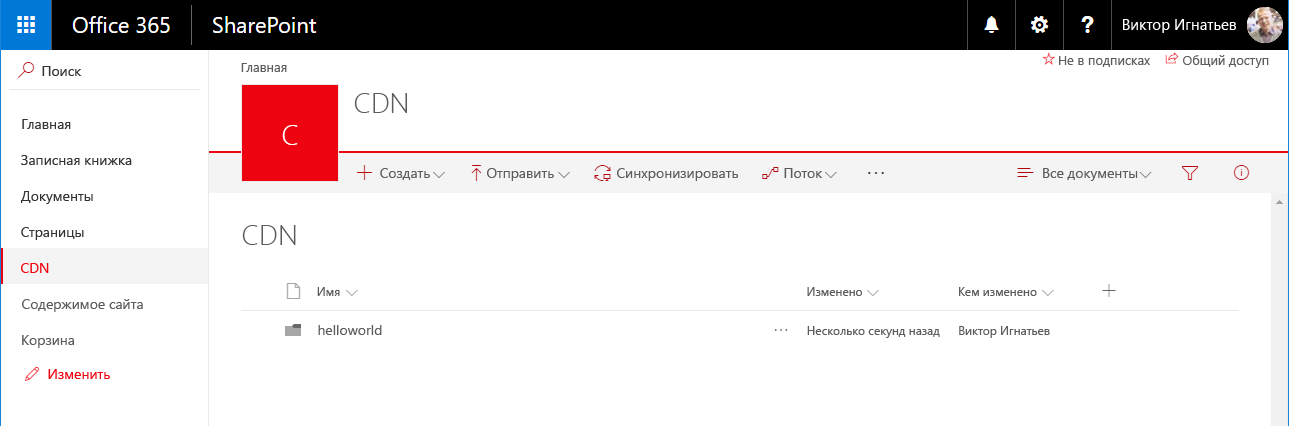 Office 365 SharePoint Виктор Игнатьев
Поиск
Главная
Записная книжка
Документы
Страницы
CDN
Содержимое сайта
Корзина
Изменить
Главная
Не в подписках Общий доступ
C
CDN
Создать Отправить Синхронизировать Поток ... Все документы
CDN
Имя Изменено Кем изменено
helloworld ... Несколько секунд назад Виктор Игнатьев